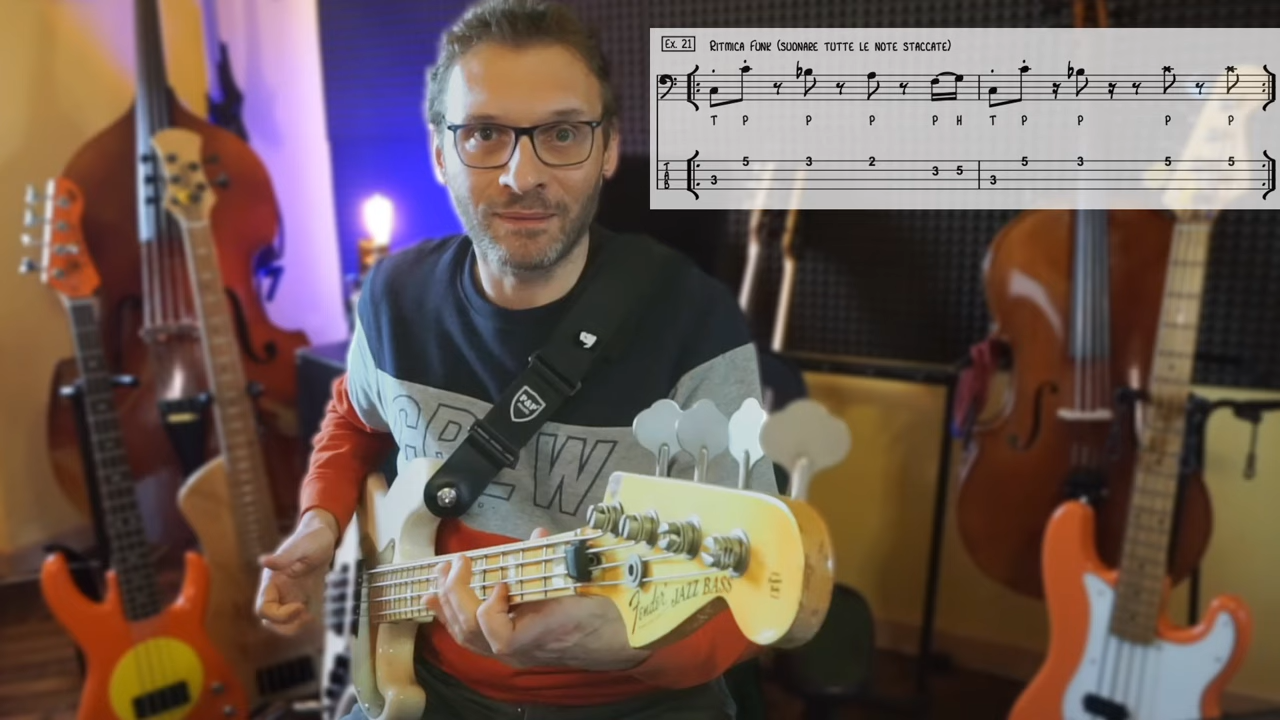 Ex. 21 Ritmica Funk (suonare tutte le note staccate)
T P P P P H T P P P P
5 3 2 3 5 5 3 5 5
3 3
P&P
CREW
Fender JAZZ BASS